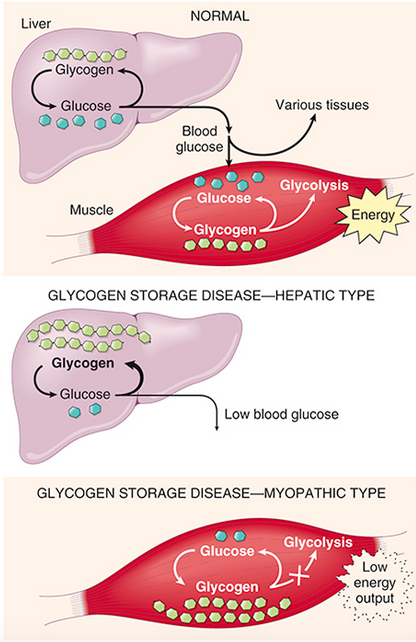 NORMAL
Liver
Glycogen
Glucose
Various tissues
Blood
glucose
Glycolysis
Glucose
Muscle
Energy
Glycogen
GLYCOGEN STORAGE DISEASE—HEPATIC TYPE
Glycogen
Glucose
Low blood glucose
GLYCOGEN STORAGE DISEASE—MYOPATHIC TYPE
Glycolysis
Glucose
Low
energy
output
Glycogen